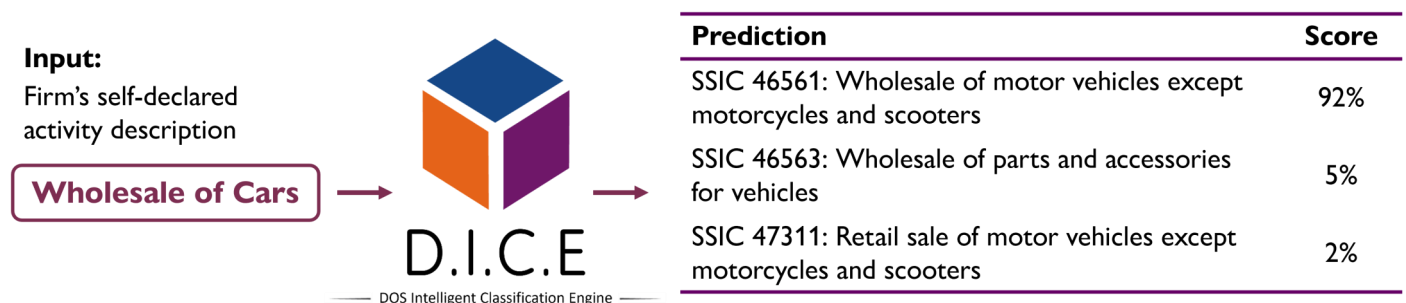 Input:
Firm's self-declared
activity description
Wholesale of Cars
D.I.C.E
DOS Intelligent Classification Engine
Prediction Score
SSIC 46561: Wholesale of motor vehicles except
motorcycles and scooters
92%
SSIC 46563: Wholesale of parts and accessories
for vehicles
5%
SSIC 47311: Retail sale of motor vehicles except
motorcycles and scooters
2%